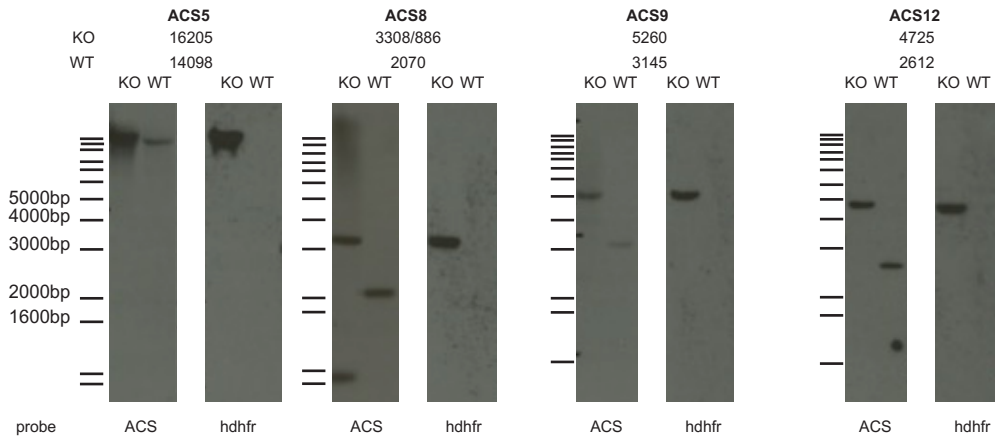 ACS5 ACS8 ACS9 ACS12
KO 16205 3308/886 5260 4725
WT 14098 2070 3145 2612
KO WT KO WT KO WT KO WT KO WT KO WT KO WT KO WT
5000bp
4000bp
3000bp
2000bp
1600bp
probe ACS hdhfr ACS hdhfr ACS hdhfr ACS hdhfr